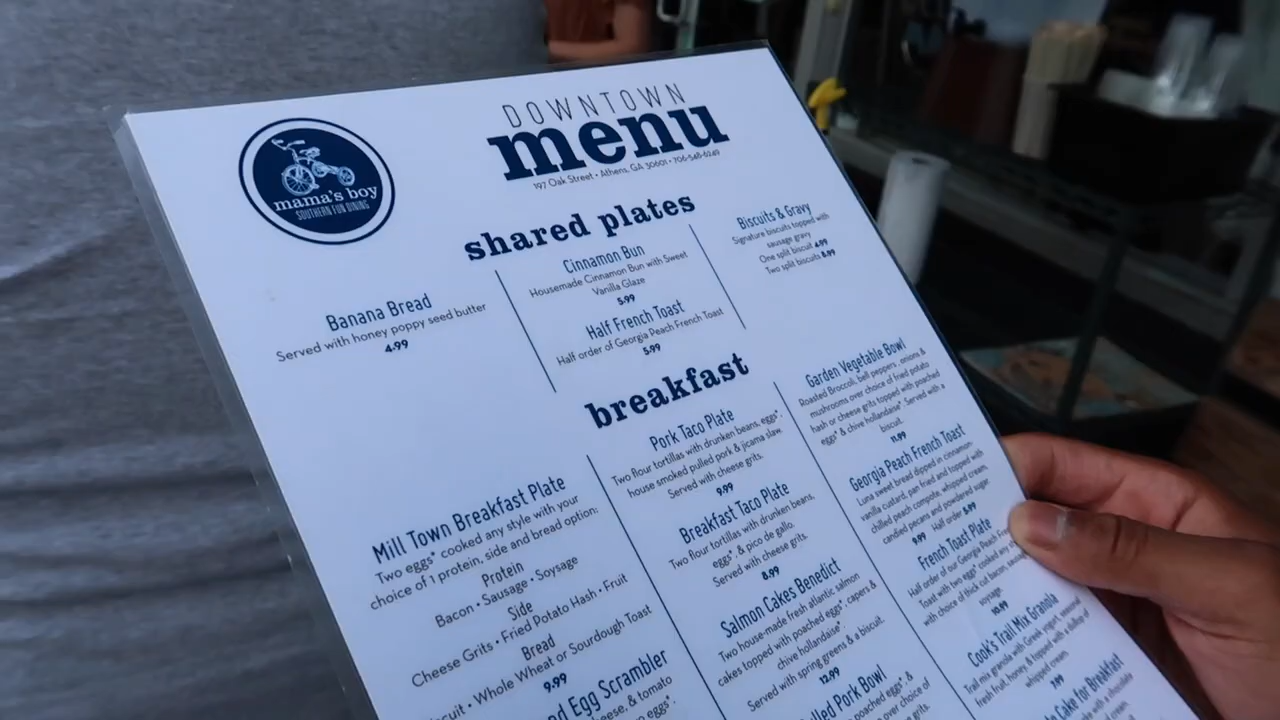 DOWNTOWN
menu
197 Oak Street • Athens, GA 30601 • 706-548-6249
mama's boy
SOUTHERN FUN DINING
shared plates
Banana Bread
Served with honey poppy seed butter
4.99
Cinnamon Bun
Housemade Cinnamon Bun with Sweet
Vanilla Glaze
5.99
Half French Toast
Half order of Georgia Peach French Toast
5.99
Biscuits & Gravy
Signature biscuits topped with
sausage gravy
One split biscuit 4.99
Two split biscuits 8.99
breakfast
Mill Town Breakfast Plate
Two eggs* cooked any style with your
choice of 1 protein, side and bread option:
Protein
Bacon • Sausage • Soysage
Side
Cheese Grits • Fried Potato Hash • Fruit
Bread
• Whole Wheat or Sourdough Toast
9.99
Egg Scrambler
& tomato
eggs*.
Pork Taco Plate
Two flour tortillas with drunken beans, eggs*,
house smoked pulled pork & jicama slaw.
Served with cheese grits.
9.99
Breakfast Taco Plate
Two flour tortillas with drunken beans,
eggs*, & pico de gallo.
Served with cheese grits.
8.99
Salmon Cakes Benedict
Two house-made fresh atlantic salmon
cakes topped with poached eggs*, capers &
chive hollandaise*.
Served with spring greens & a biscuit.
12.99
Pork Bowl
poached eggs* &
over choice of
grits.
Garden Vegetable Bowl
Roasted Broccoli, bell peppers, onions &
mushrooms over choice of fried potato
hash or cheese grits topped with poached
eggs* & chive hollandaise*. Served with a
biscuit.
11.99
Georgia Peach French Toast
Luna sweet bread dipped in cinnamon-
vanilla custard, pan fried and topped with
chilled peach compote, whipped cream,
candied pecans and powdered sugar.
9.99 Half order 5.99
French Toast Plate
Half order of our Georgia Peach
Toast with two eggs* cooked any
with choice of thick cut bacon,
soysage.
10.99
Cook's Trail Mix Granola
Trail mix granola with Greek yogurt, seasonal
fresh fruit, honey, & topped with a dollop of
whipped cream.
7.99
Cake for Breakfast
with a chocolate